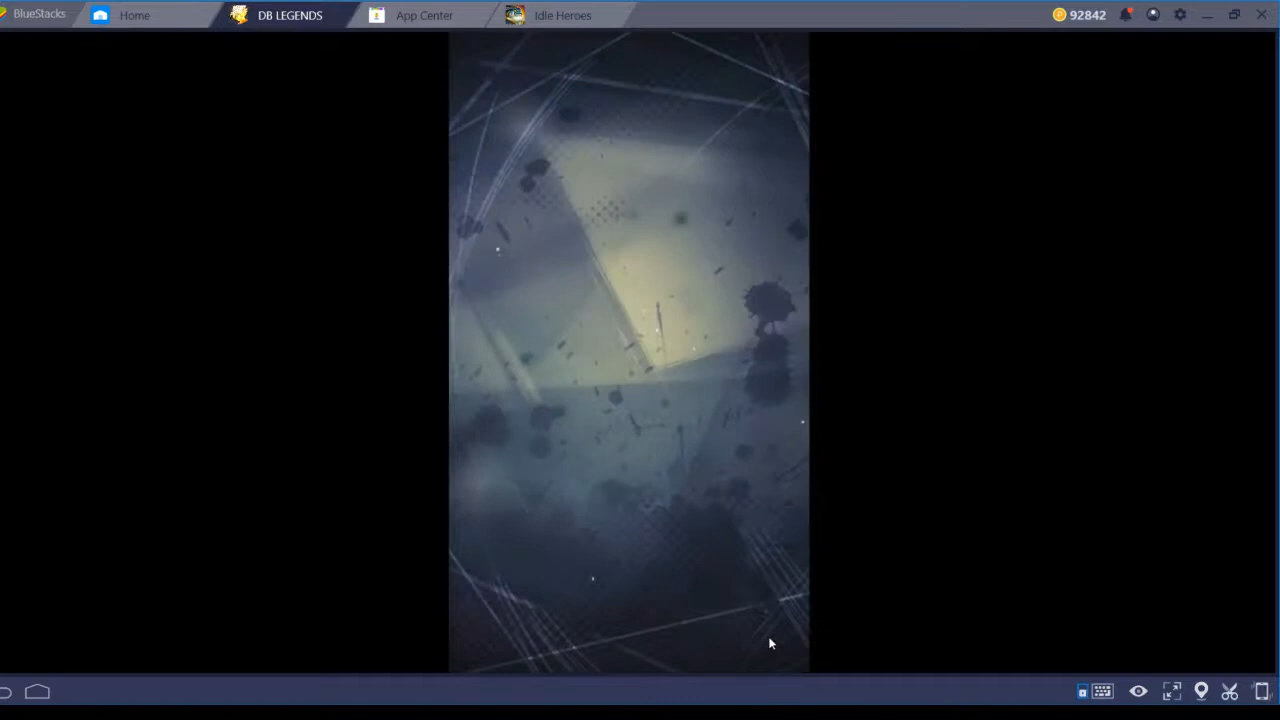 BlueStacks
Home
DB LEGENDS
App Center
Idle Heroes
92842